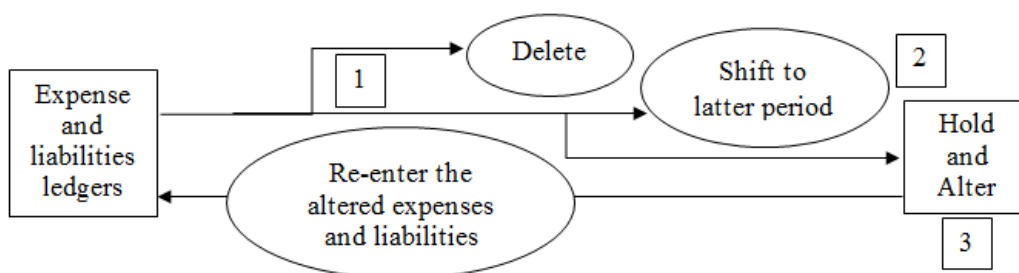 Delete
1
2
Shift to
latter period
Expense
and
liabilities
ledgers
Hold
and
Alter
Re-enter the
altered expenses
and liabilities
3